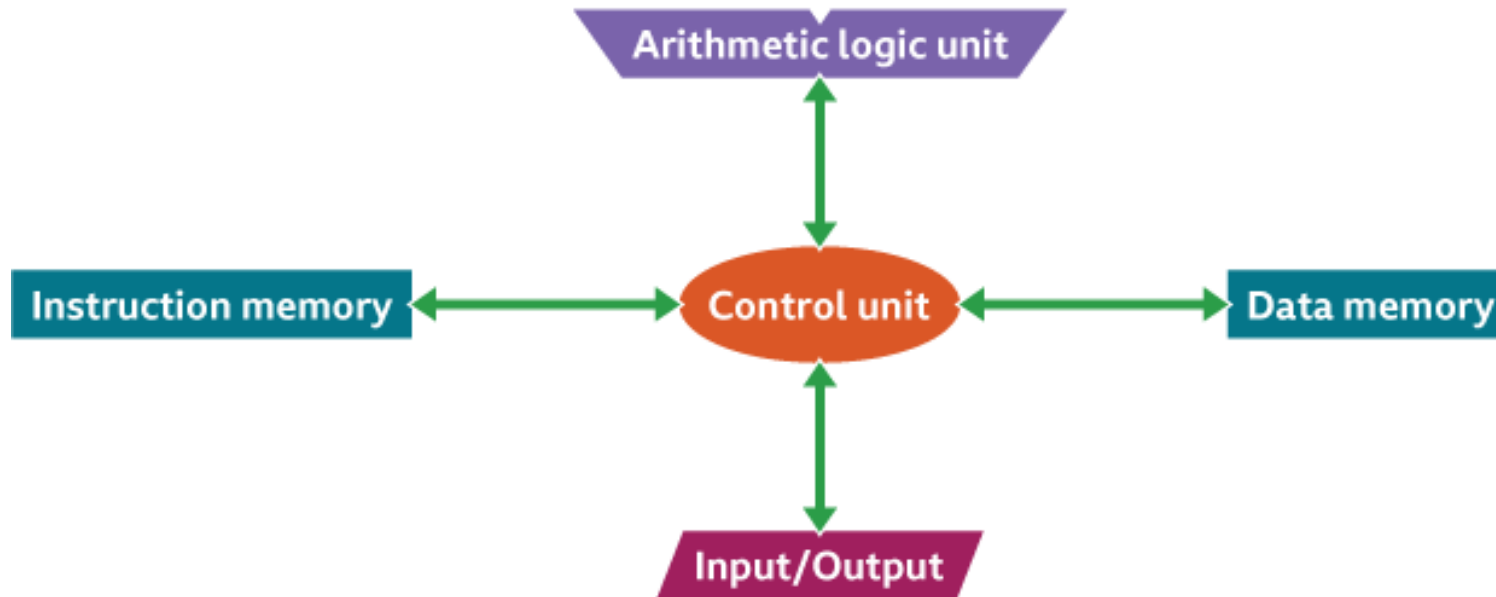 Arithmetic logic unit
Instruction memory
Control unit
Data memory
Input/Output